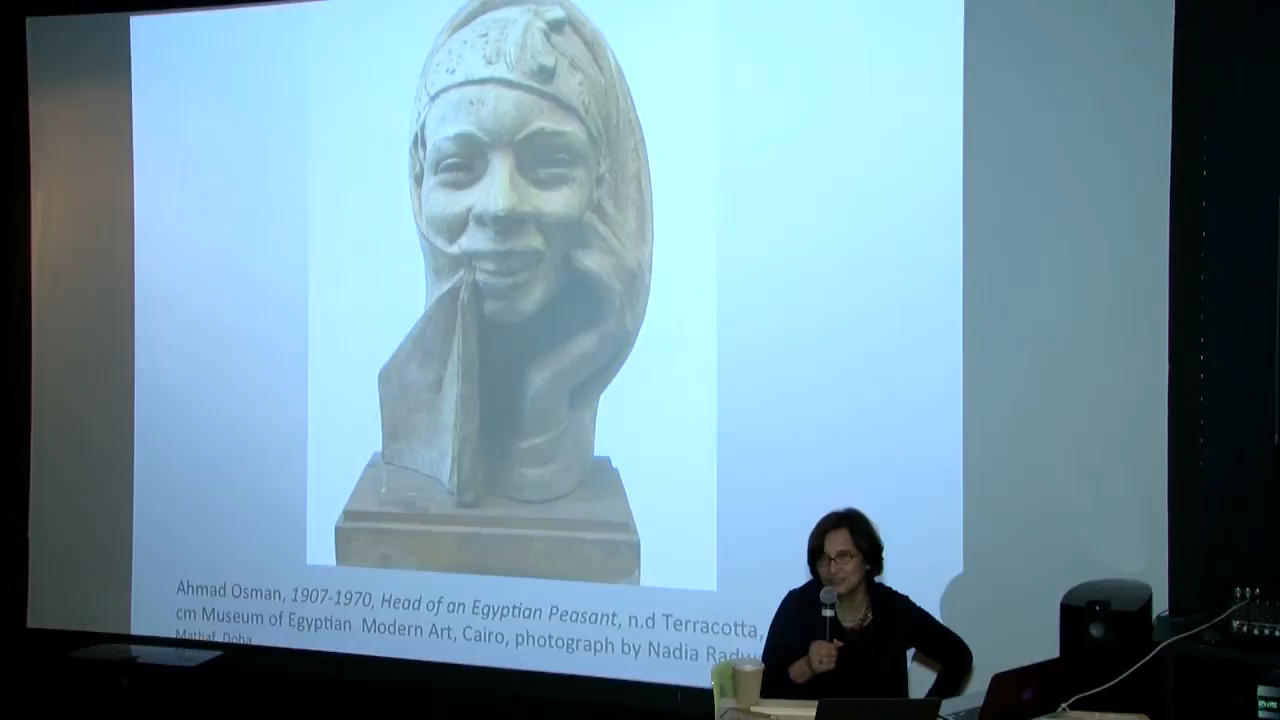 Ahmad Osman, 1907-1970, Head of an Egyptian Peasant, n.d Terracotta,
cm Museum of Egyptian Modern Art, Cairo, photograph by Nadia
Mathaf, Doha